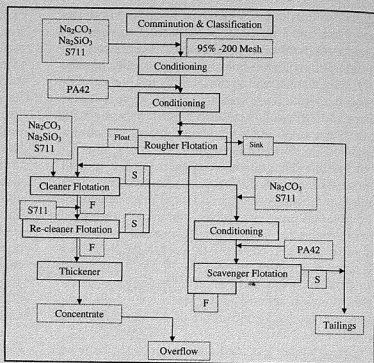 Comminution & Classification
Na₂CO₃
Na₂SiO₃
S711
95% -200 Mesh
Conditioning
PA42
Conditioning
Na₂CO₃
Na₂SiO₃
S711
Float
Rougher Flotation
Sink
S
Cleaner Flotation
Na₂CO₃
S711
S711
F
Re-cleaner Flotation
S
Conditioning
F
PA42
Thickener
Scavenger Flotation
S
F
Concentrate
Tailings
Overflow